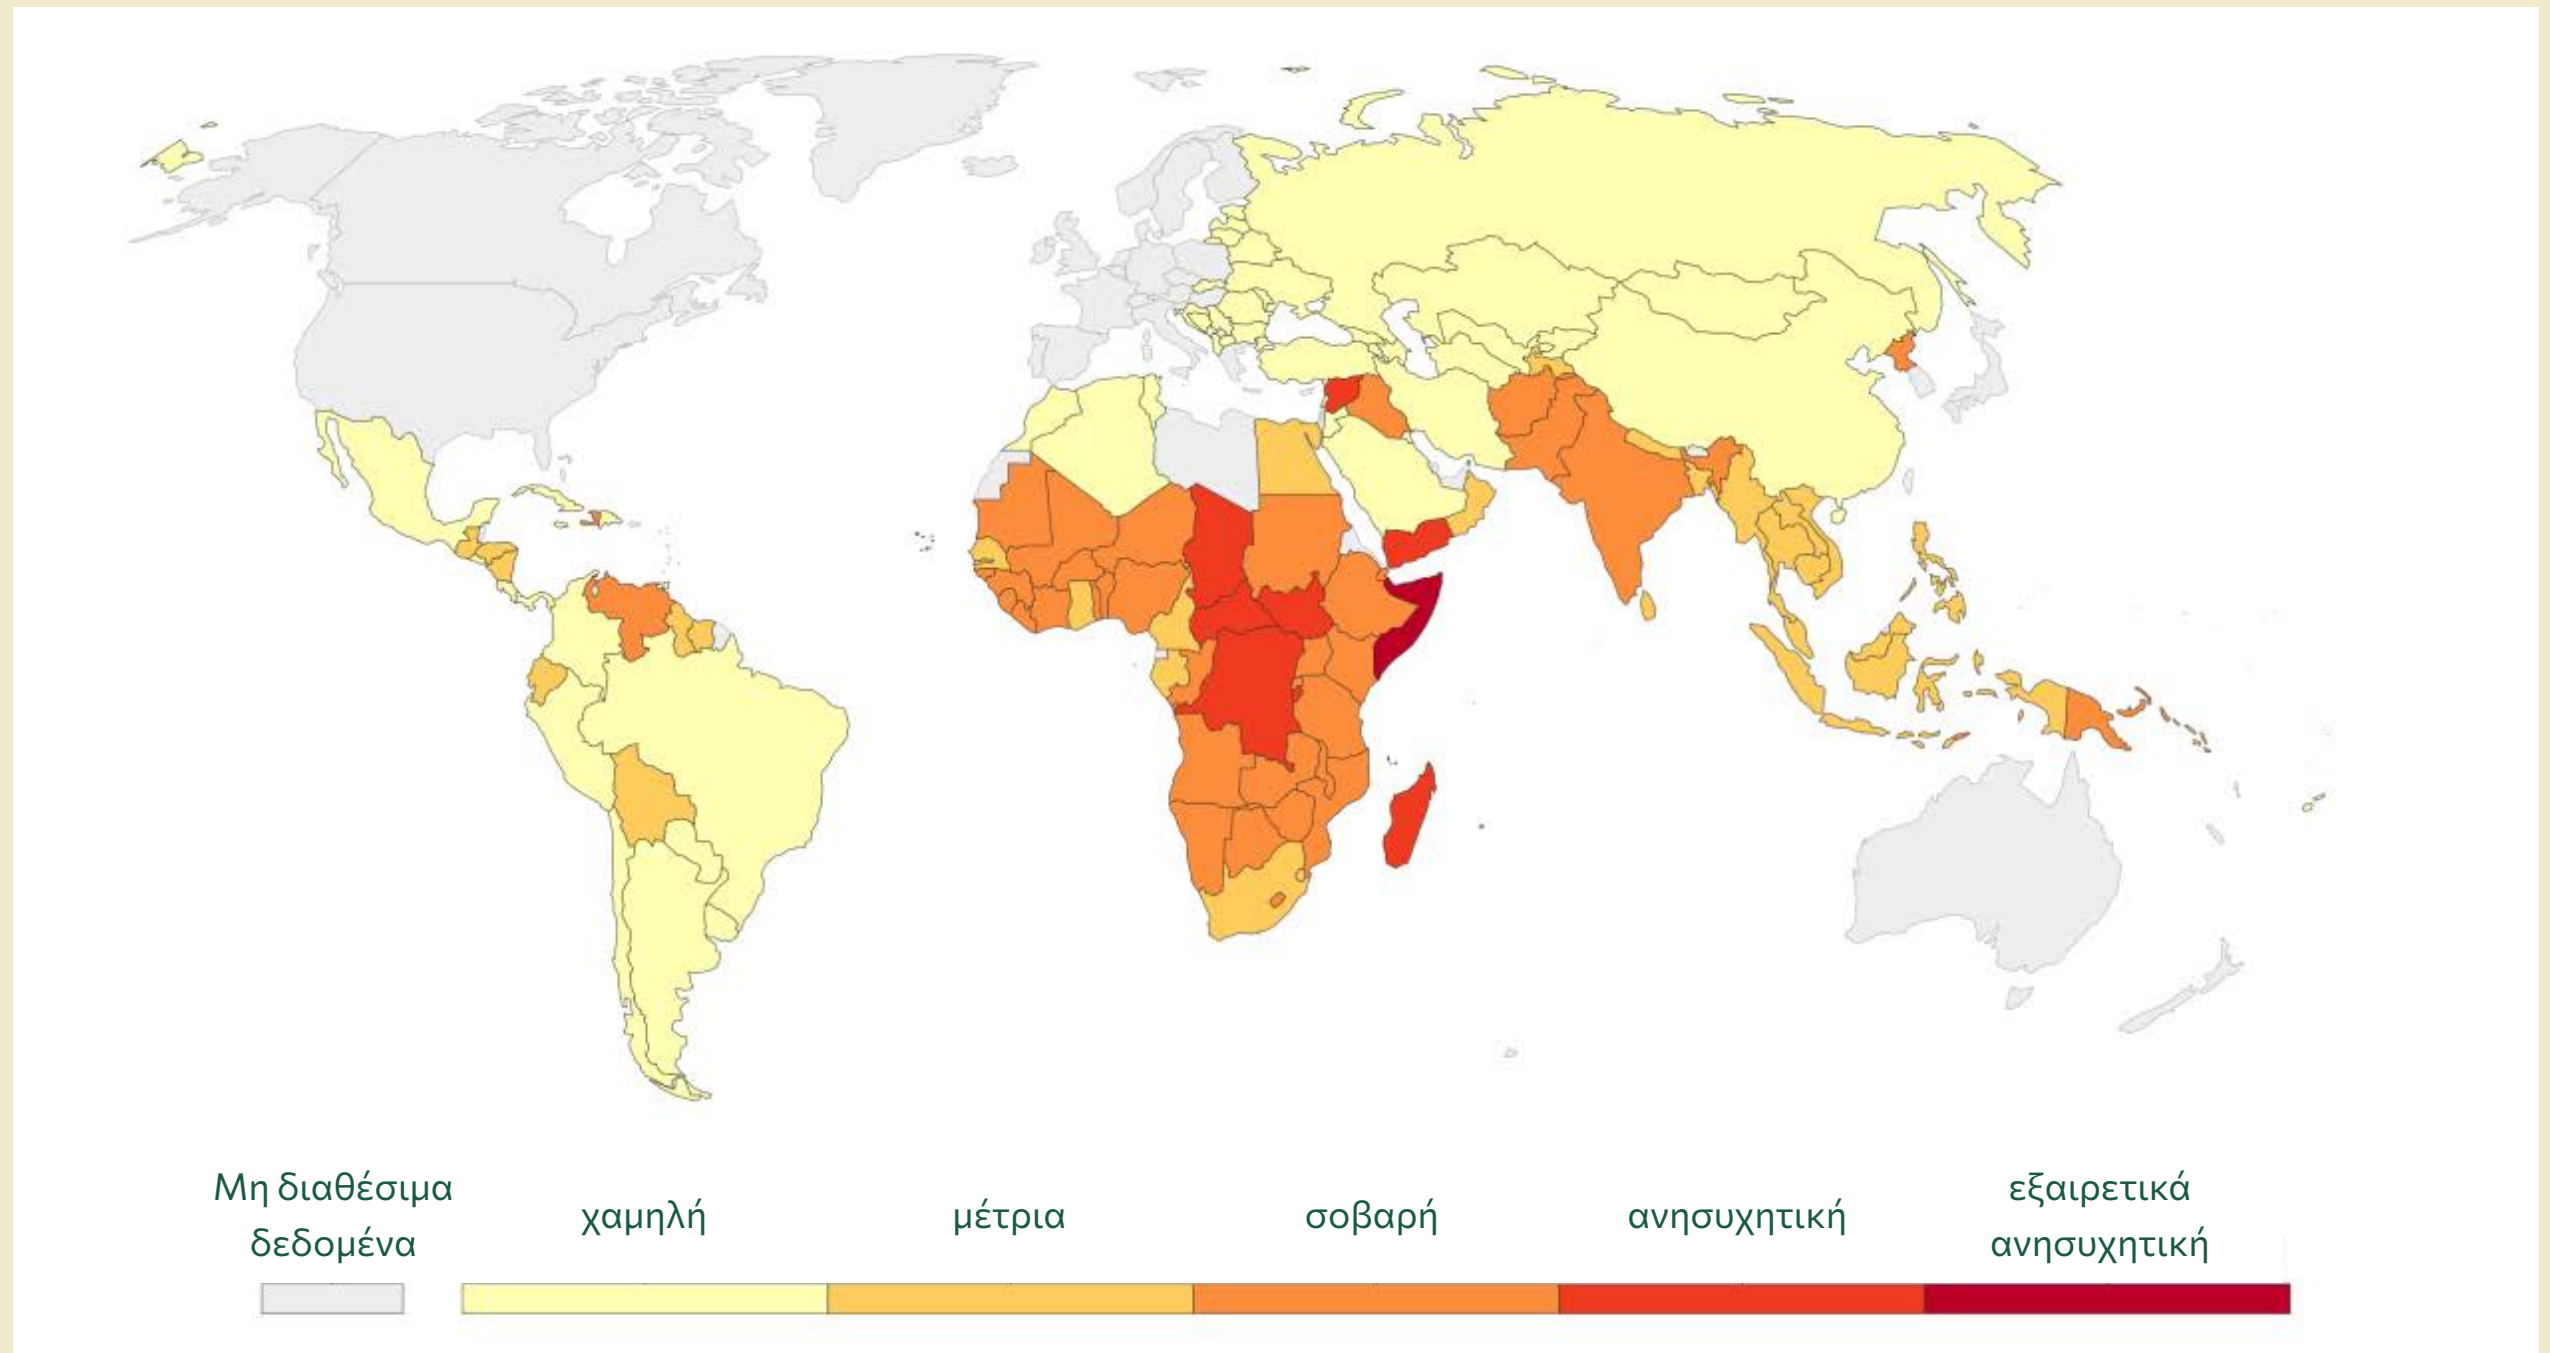 Μη διαθέσιμα
δεδομένα
χαμηλή
μέτρια
σοβαρή
ανησυχητική
εξαιρετικά
ανησυχητική